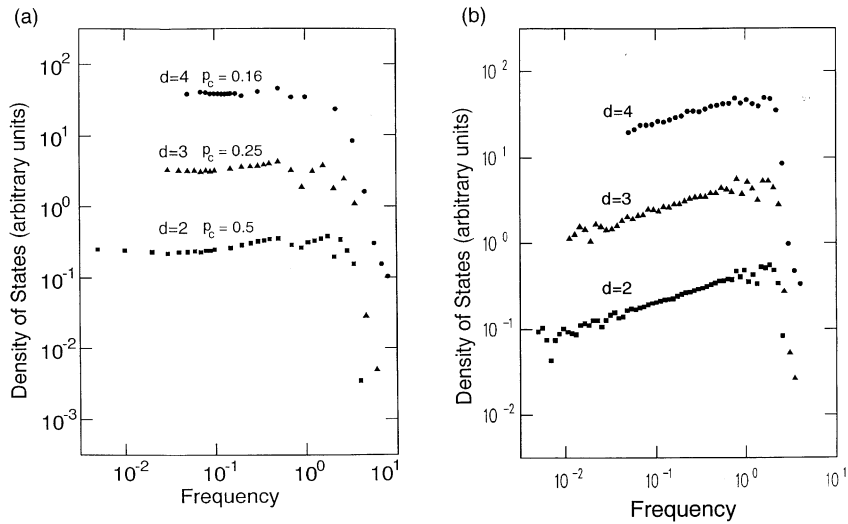 (a)
Density of States (arbitrary units)
10^2
10^1
10^0
10^-1
10^-2
10^-3
d=4 p_c = 0.16
d=3 p_c = 0.25
d=2 p_c = 0.5
10^-2 10^-1 10^0 10^1
Frequency
(b)
Density of States (arbitrary units)
10^2
10^1
10^0
10^-1
10^-2
d=4
d=3
d=2
10^-2 10^-1 10^0 10^1
Frequency